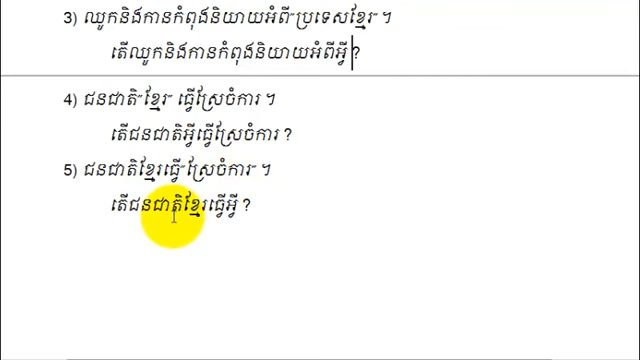 3) ឈូកនិងកានកំពុងនិយាយអំពី"ប្រទេសខ្មែរ" ។
តើឈូកនិងកានកំពុងនិយាយអំពីអ្វី ?
4) ជនជាតិ"ខ្មែរ" ធ្វើស្រែចំការ ។
តើជនជាតិអ្វីធ្វើស្រែចំការ ?
5) ជនជាតិខ្មែរធ្វើ"ស្រែចំការ" ។
តើជនជាតិខ្មែរធ្វើអ្វី ?